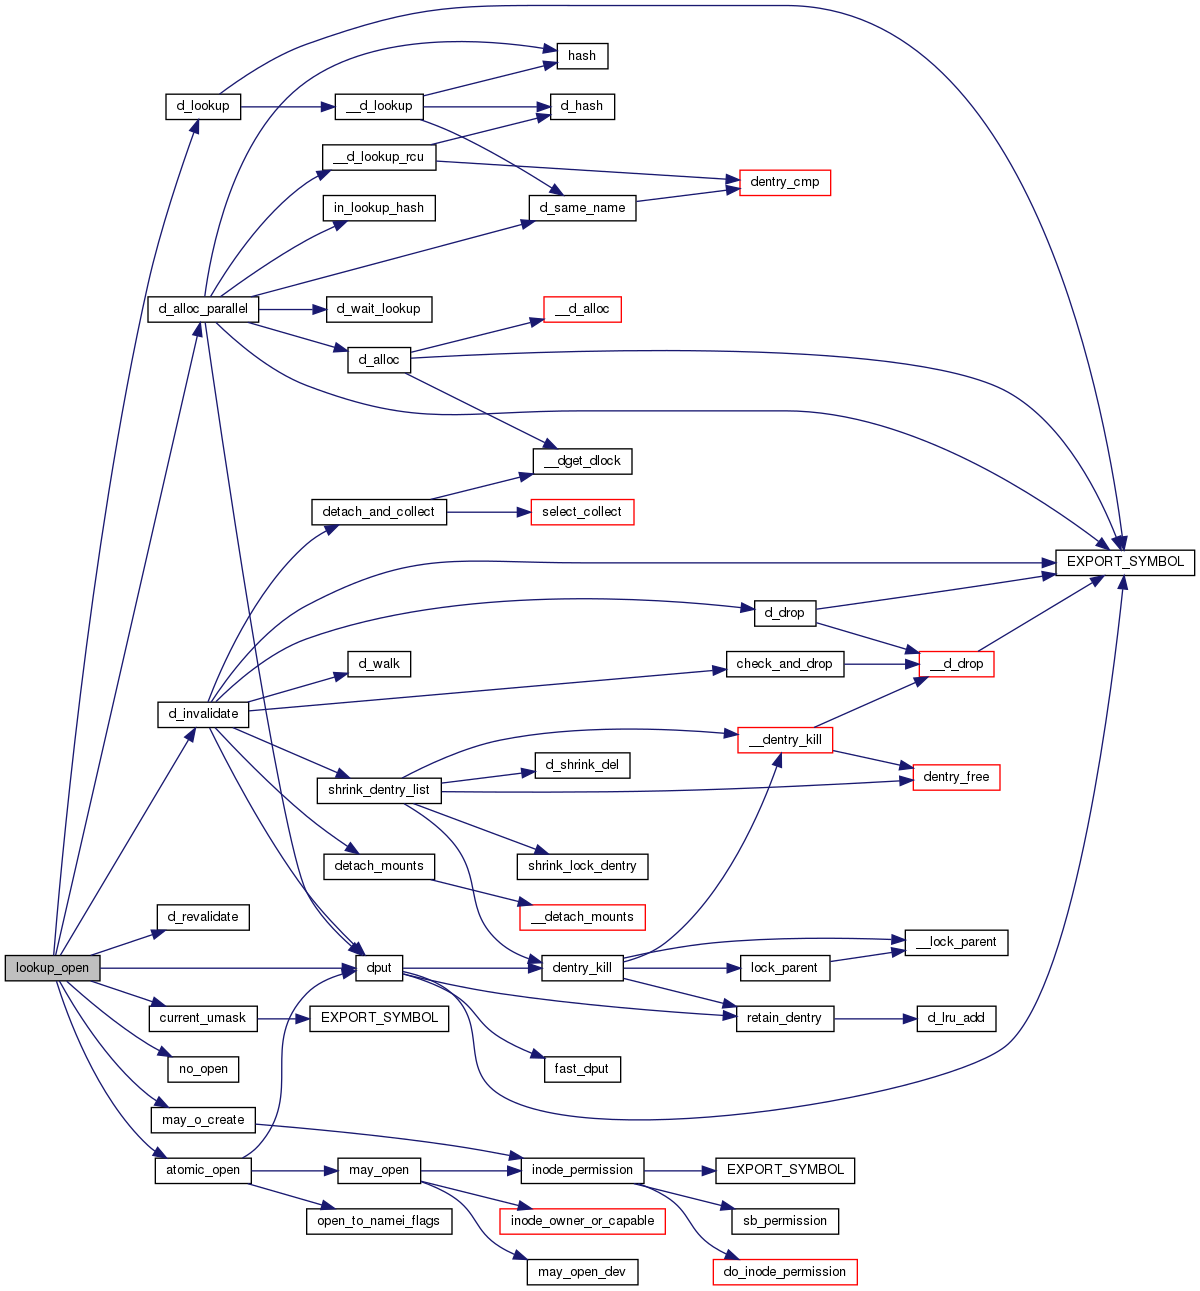 hash
d_lookup
__d_lookup
d_hash
__d_lookup_rcu
dentry_cmp
in_lookup_hash
d_same_name
d_alloc_parallel
d_wait_lookup
__d_alloc
d_alloc
__dget_dlock
detach_and_collect
select_collect
EXPORT_SYMBOL
d_drop
d_walk
check_and_drop
__d_drop
d_invalidate
__dentry_kill
d_shrink_del
dentry_free
shrink_dentry_list
detach_mounts
shrink_lock_dentry
d_revalidate
__detach_mounts
__lock_parent
lookup_open
dput
dentry_kill
lock_parent
current_umask
EXPORT_SYMBOL
retain_dentry
d_lru_add
no_open
fast_dput
may_o_create
atomic_open
may_open
inode_permission
EXPORT_SYMBOL
open_to_namei_flags
inode_owner_or_capable
sb_permission
may_open_dev
do_inode_permission